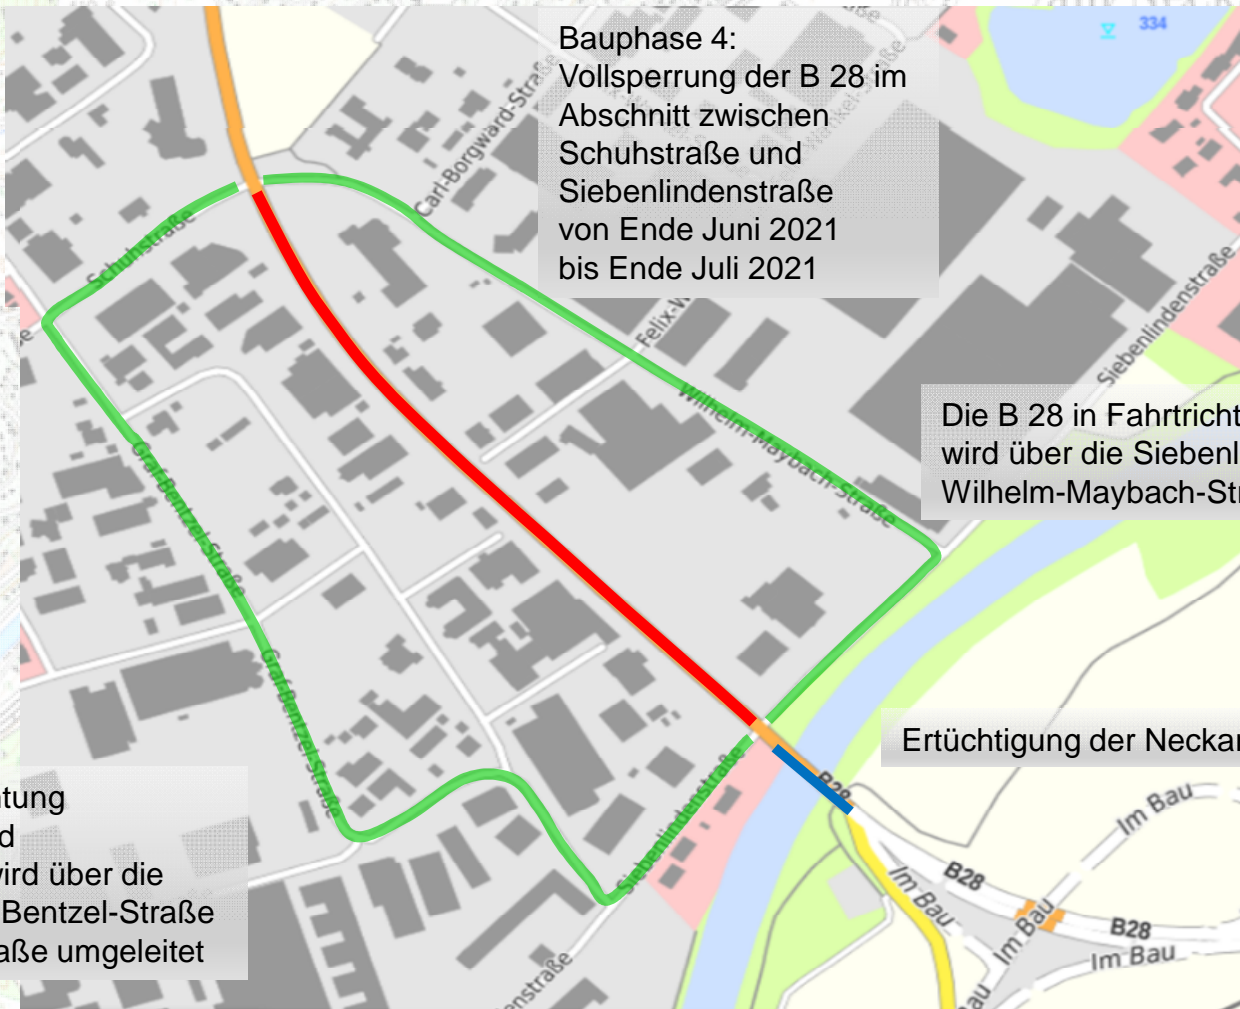 Bauphase 4:
Vollsperrung der B 28 im
Abschnitt zwischen
Schuhstraße und
Siebenlindenstraße
von Ende Juni 2021
bis Ende Juli 2021
334
Carl-Borgward-Straße
Schuhstraße
Siebenlindenstraße
Wilhelm-Maybach-Straße
Die B 28 in Fahrtricht
wird über die Siebenl
Wilhelm-Maybach-Str
Graf-Bentzel-Straße
Graf-Bentzel-Straße
Ertüchtigung der Neckar
B28
Im Bau
Siebenlindenstraße
Im Bau
B28
Im Bau
B28
Im Bau
wird über die
Bentzel-Straße
aße umgeleitet